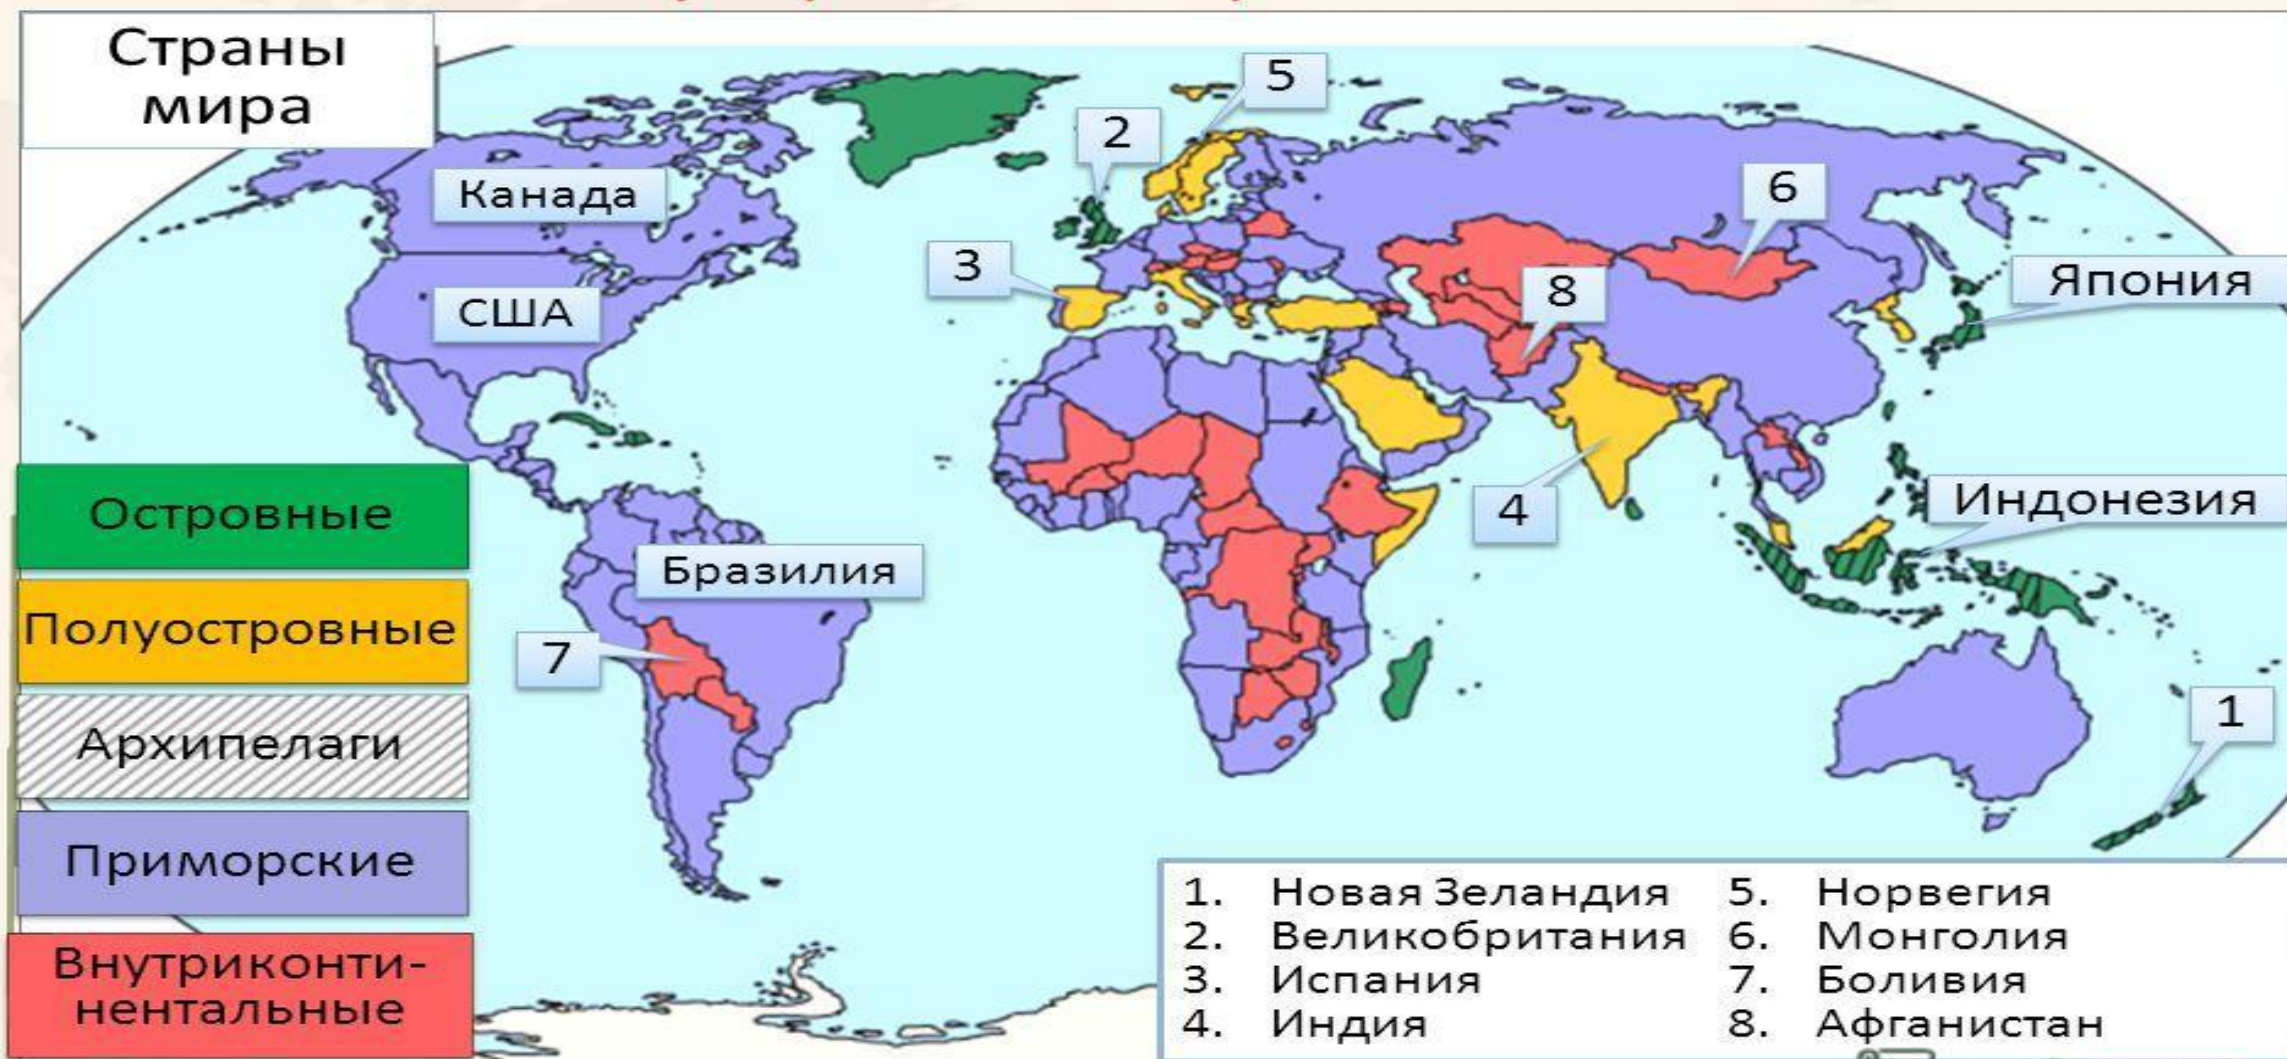 Страны
мира
5
2
Канада
6
3
США
8
Япония
Островные
4
Индонезия
Бразилия
Полуостровные
7
Архипелаги
1
Приморские
Внутриконти-
нентальные
1. Новая Зеландия
2. Великобритания
3. Испания
4. Индия
5. Норвегия
6. Монголия
7. Боливия
8. Афганистан